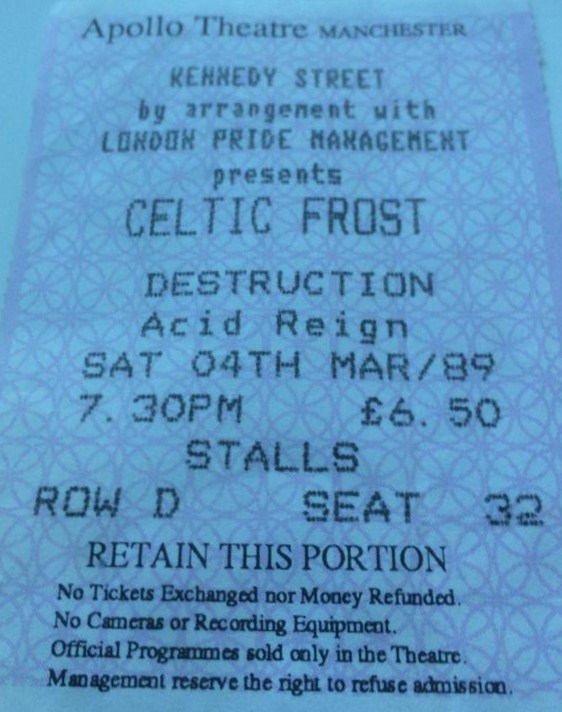 Apollo Theatre MANCHESTER
KENNEDY STREET
by arrangement with
LONDON PRIDE MANAGEMENT
presents
CELTIC FROST
DESTRUCTION
Acid Reign
SAT 04TH MAR/89
7.30PM £6.50
STALLS
ROW D SEAT 32
RETAIN THIS PORTION
No Tickets Exchanged nor Money Refunded.
No Cameras or Recording Equipment.
Official Programmes sold only in the Theatre.
Management reserve the right to refuse admission.